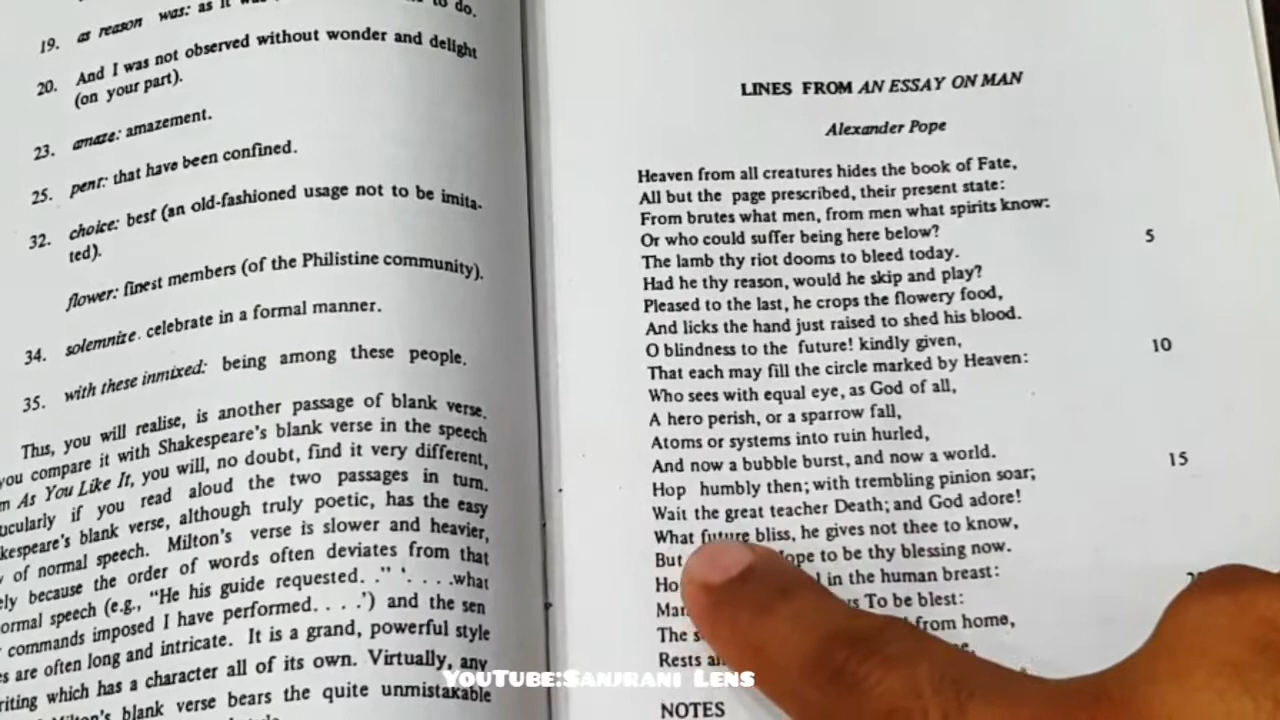 to do.
19. as reason was: as it
20. And I was not observed without wonder and delight
(on your part).
23. amaze: amazement.
25. pent: that have been confined.
32. choice: best (an old-fashioned usage not to be imita-
ted).
flower: finest members (of the Philistine community).
34. solemnize. celebrate in a formal manner.
35. with these inmixed: being among these people.
This, you will realise, is another passage of blank verse.
you compare it with Shakespeare's blank verse in the speech
As You Like It, you will, no doubt, find it very different,
if you read aloud the two passages in turn.
blank verse, although truly poetic, has the easy
of normal speech. Milton's verse is slower and heavier,
because the order of words often deviates from that
normal speech (e.g., "He his guide requested. ." '. . . .what
commands imposed I have performed. . . .') and the sen
are often long and intricate. It is a grand, powerful style
which has a character all of its own. Virtually, any
blank verse bears the quite unmistakable
LINES FROM AN ESSAY ON MAN
Alexander Pope
Heaven from all creatures hides the book of Fate,
All but the page prescribed, their present state:
From brutes what men, from men what spirits know:
Or who could suffer being here below?
5
The lamb thy riot dooms to bleed today.
Had he thy reason, would he skip and play?
Pleased to the last, he crops the flowery food,
And licks the hand just raised to shed his blood.
O blindness to the future! kindly given,
10
That each may fill the circle marked by Heaven:
Who sees with equal eye, as God of all,
A hero perish, or a sparrow fall,
Atoms or systems into ruin hurled,
And now a bubble burst, and now a world.
15
Hop humbly then; with trembling pinion soar;
Wait the great teacher Death; and God adore!
What future bliss, he gives not thee to know,
But to be thy blessing now.
in the human breast:
To be blest:
The from home,
Rests
NOTES
YouTube:Sanjrani Lens